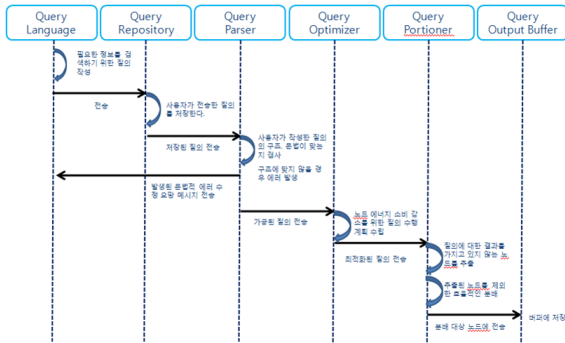 Query
Language
Query
Repository
Query
Parser
Query
Optimizer
Query
Portioner
Query
Output Buffer
필요한 정보를 검
색하기 위한 질의
작성
전송
사용자가 전송한 질의
를 저장한다.
저장된 질의 전송
사용자가 작성한 질의
의 구조, 문법이 맞는
지 검사
구조에 맞지 않을 경
우 에러 발생
발생된 문법적 에러 수
정 요망 메시지 전송
가공된 질의 전송
노드 에너지 소비 감
소를 위한 질의 수행
계획 수립
최적화된 질의 전송
질의에 대한 결과를
가지고 있지 않는 노
드를 추출
추출된 노드를 제외
한 효율적인 분배
분배 대상 노드에 전송
버퍼에 저장